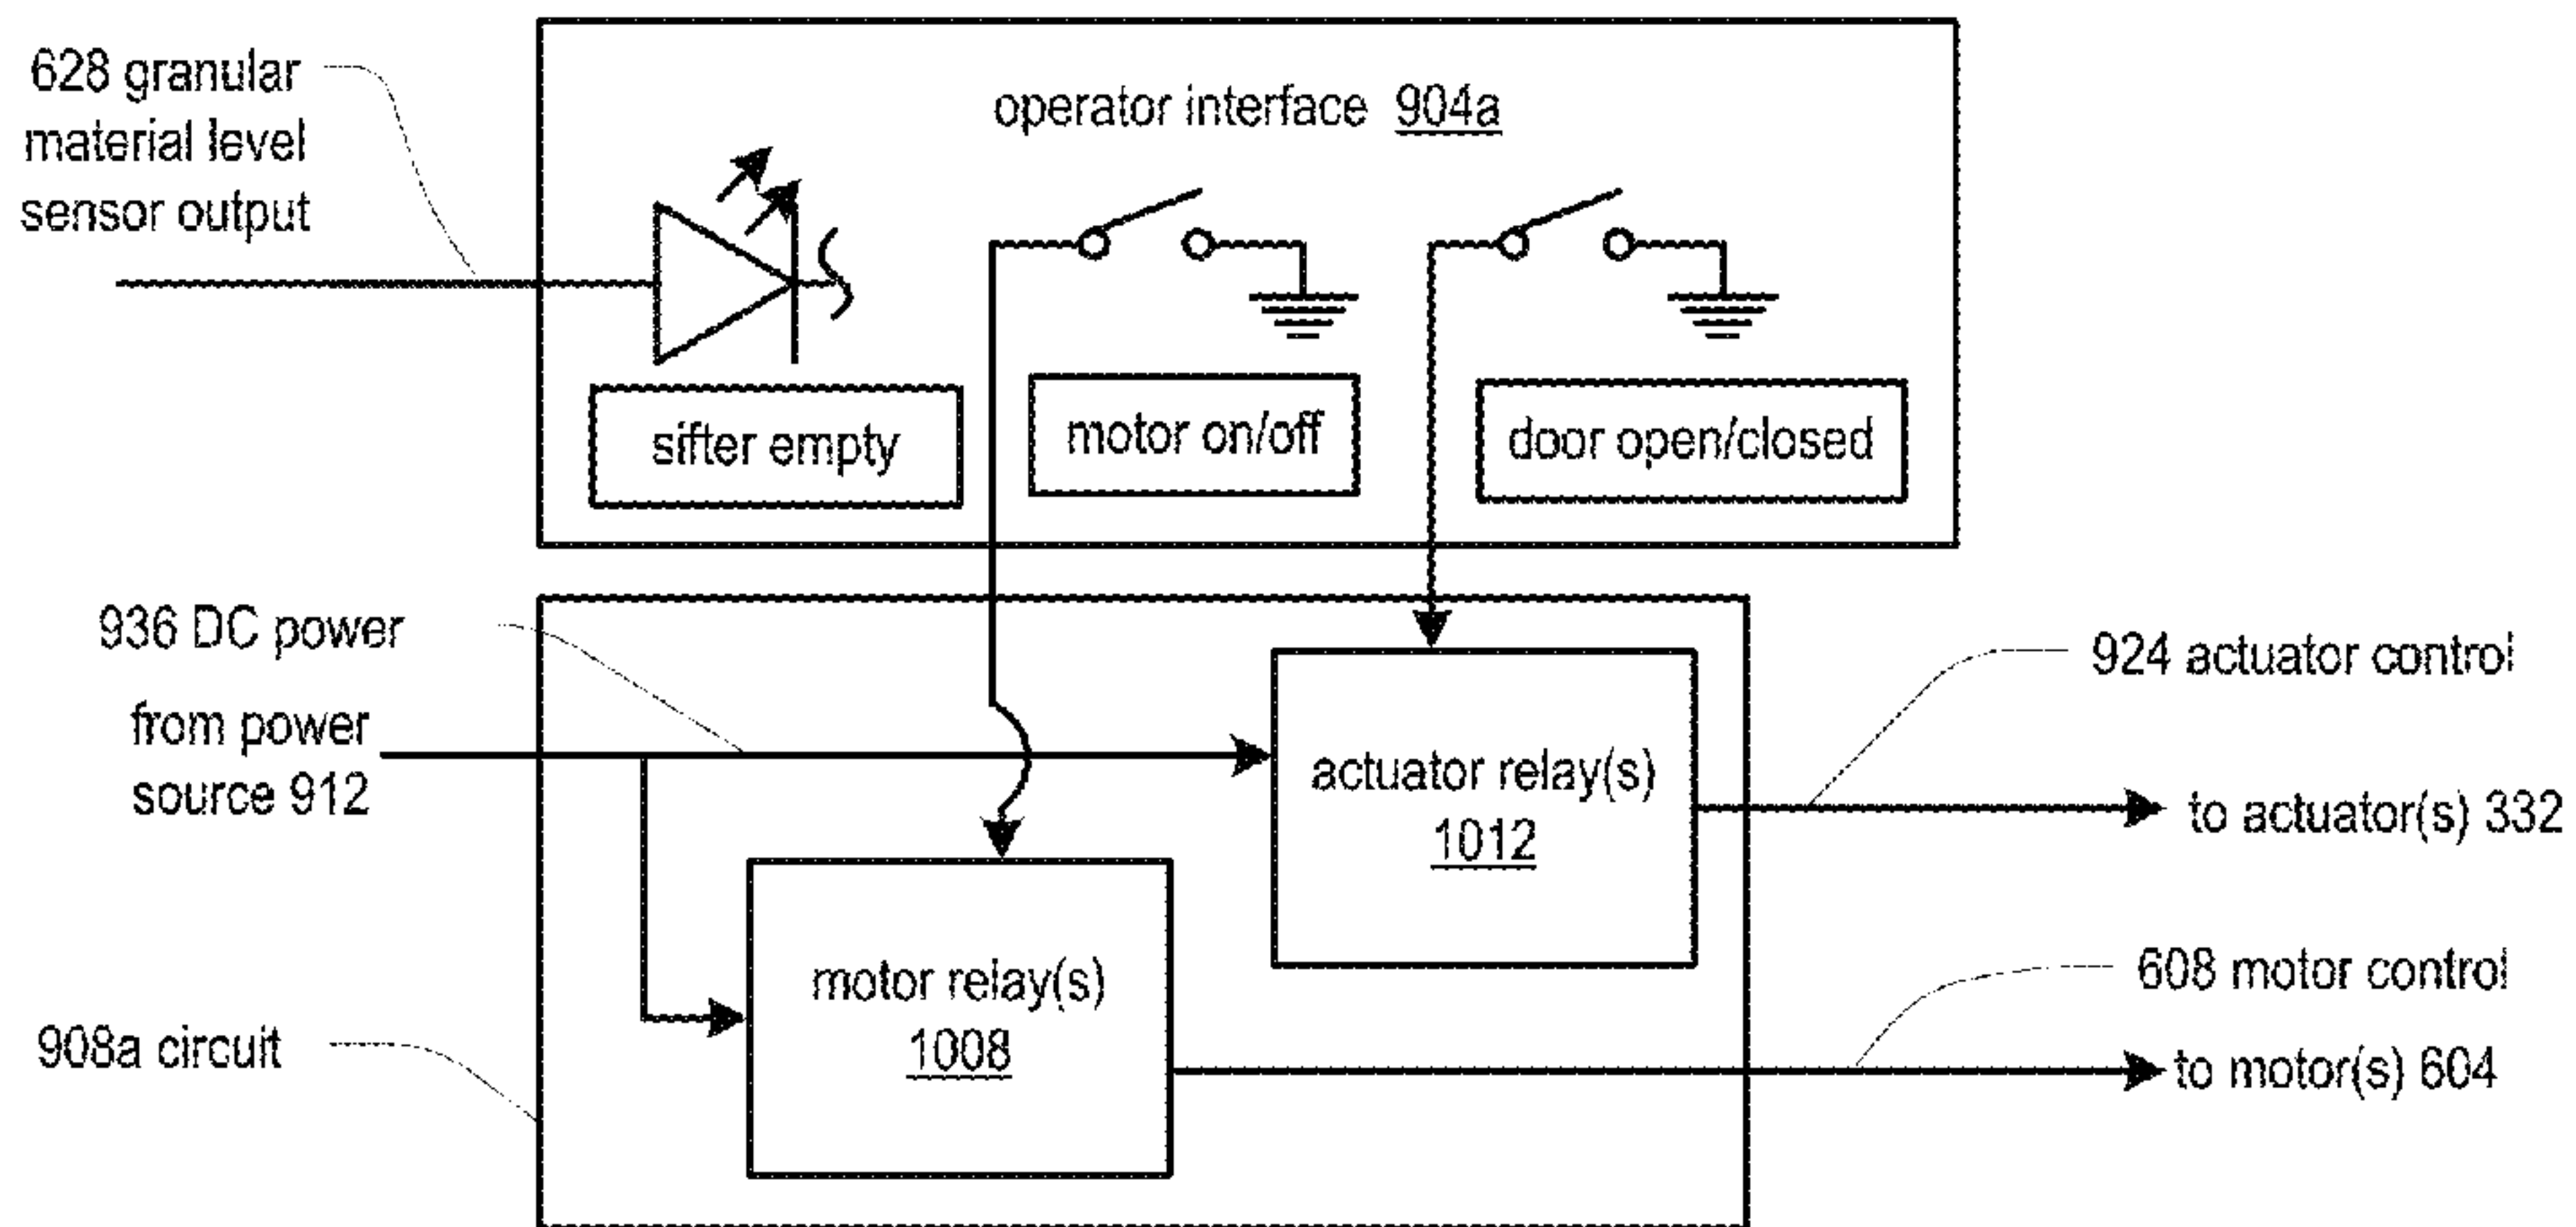 628 granular
material level
sensor output
operator interface 904a
sifter empty
motor on/off
door open/closed
936 DC power
from power
source 912
actuator relay(s)
1012
924 actuator control
to actuator(s) 332
motor relay(s)
1008
608 motor control
to motor(s) 604
908a circuit